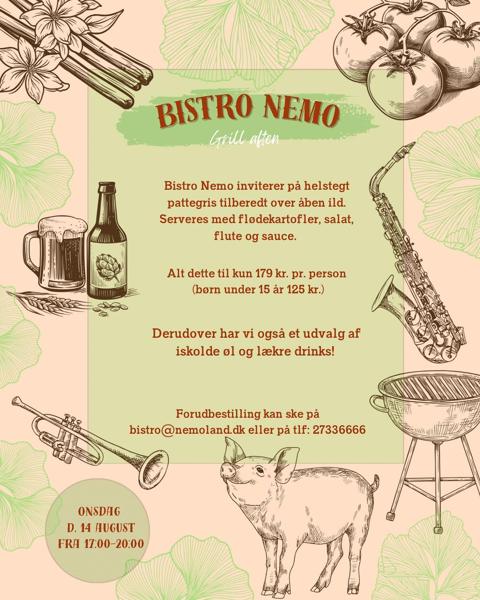 BISTRO NEMO
Grill aften
Bistro Nemo inviterer på helstegt
pattegris tilberedt over åben ild.
Serveres med flødekartofler, salat,
flute og sauce.
Alt dette til kun 179 kr. pr. person
(børn under 15 år 125 kr.)
Derudover har vi også et udvalg af
iskolde øl og lækre drinks!
Forudbestilling kan ske på
bistro@nemoland.dk eller på tlf: 27336666
ONSDAG
D. 14 AUGUST
FRA 17:00-20:00